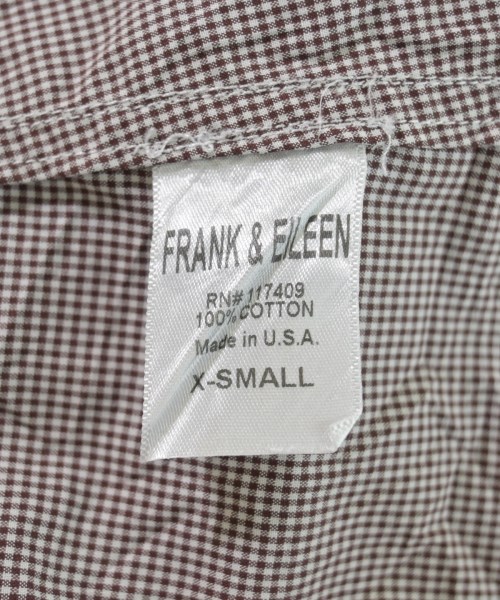 FRANK & EILEEN
RN# 117409
100% COTTON
Made in U.S.A.
X-SMALL